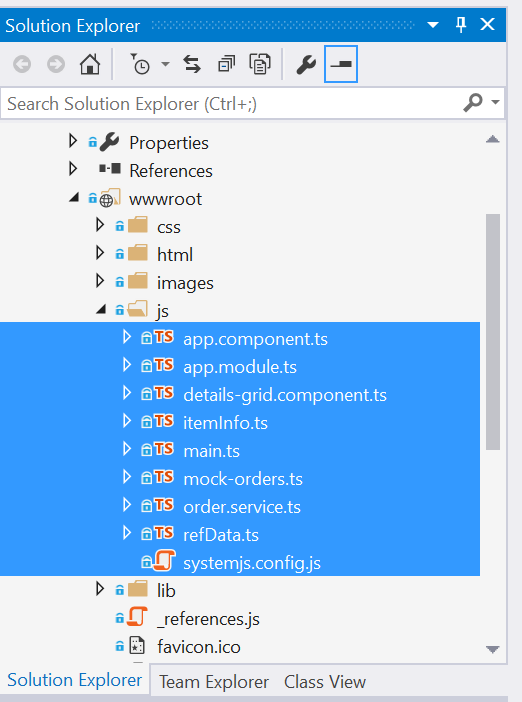 Solution Explorer
Search Solution Explorer (Ctrl+;)
Properties
References
wwwroot
css
html
images
js
TS app.component.ts
TS app.module.ts
TS details-grid.component.ts
TS itemInfo.ts
TS main.ts
TS mock-orders.ts
TS order.service.ts
TS refData.ts
systemjs.config.js
lib
_references.js
favicon.ico
Solution Explorer Team Explorer Class View